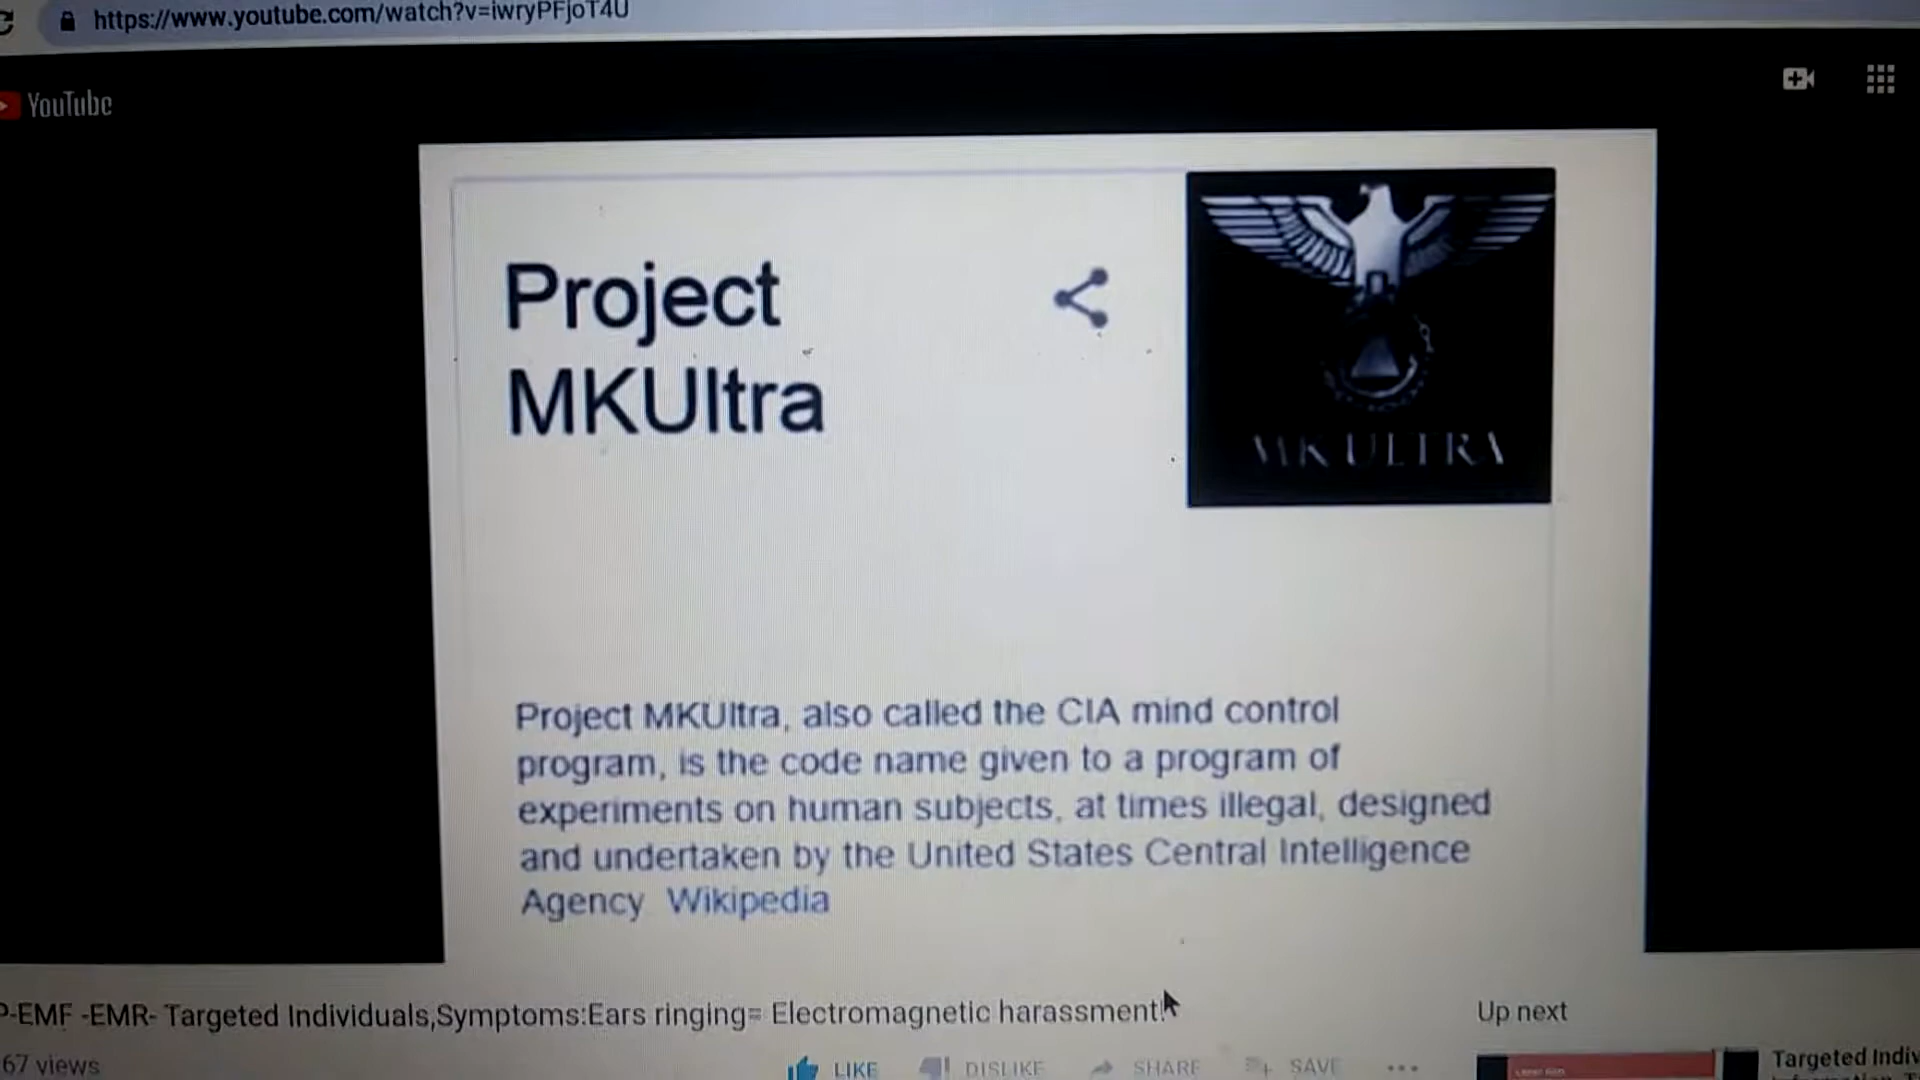 https://www.youtube.com/watch?v=iwryPFjoT4U
YouTube
Project
MKUltra
MK ULTRA
Project MKUltra, also called the CIA mind control
program, is the code name given to a program of
experiments on human subjects, at times illegal, designed
and undertaken by the United States Central Intelligence
Agency Wikipedia
P-EMF -EMR- Targeted Individuals,Symptoms:Ears ringing= Electromagnetic harassment!
Up next
67 views
LIKE
DISLIKE
SHARE
SAVE
Targeted Indiv